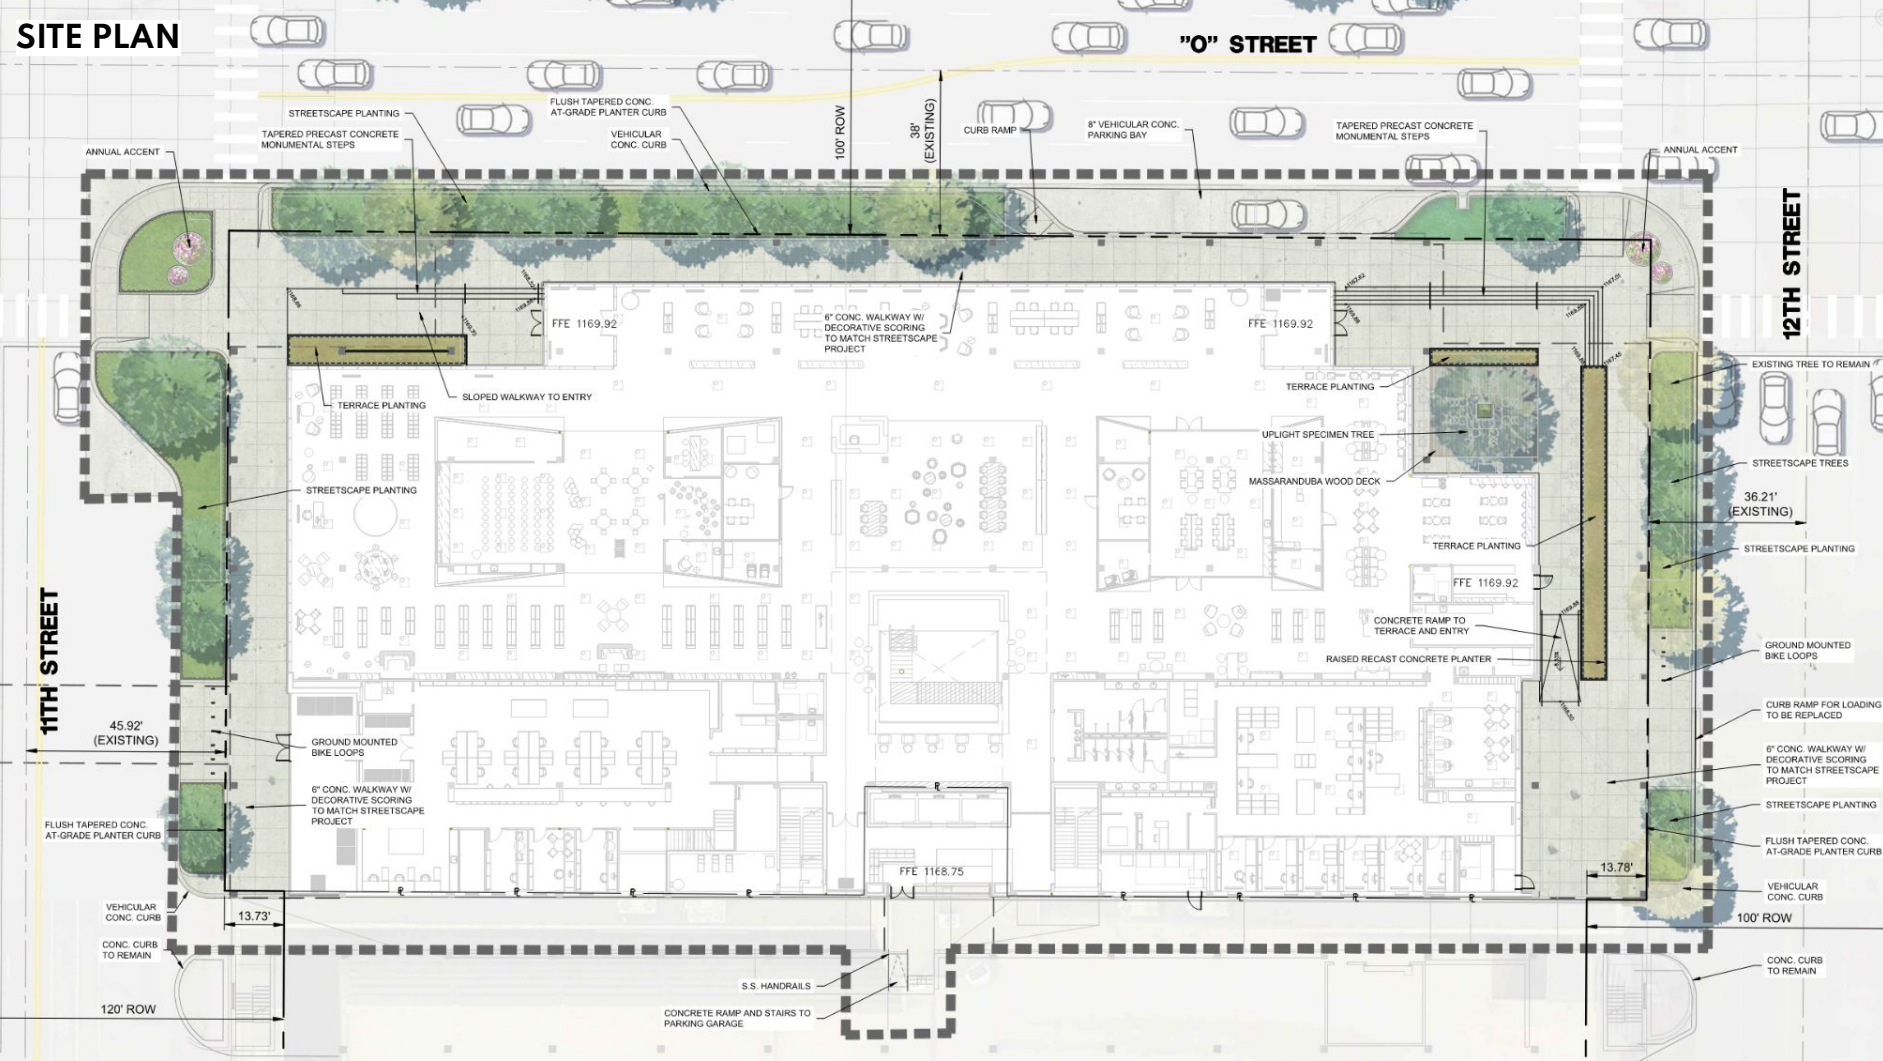 SITE PLAN
"O" STREET
STREETSCAPE PLANTING
FLUSH TAPERED CONC.
AT-GRADE PLANTER CURB
TAPERED PRECAST CONCRETE
MONUMENTAL STEPS
VEHICULAR
CONC. CURB
100' ROW
38'
(EXISTING)
CURB RAMP
8" VEHICULAR CONC.
PARKING BAY
TAPERED PRECAST CONCRETE
MONUMENTAL STEPS
ANNUAL ACCENT
ANNUAL ACCENT
12TH STREET
FFE 1169.92
6" CONC. WALKWAY W/
DECORATIVE SCORING
TO MATCH STREETSCAPE
PROJECT
FFE 1169.92
TERRACE PLANTING
SLOPED WALKWAY TO ENTRY
TERRACE PLANTING
EXISTING TREE TO REMAIN
UPLIGHT SPECIMEN TREE
STREETSCAPE TREES
MASSARANDUBA WOOD DECK
STREETSCAPE PLANTING
36.21'
(EXISTING)
TERRACE PLANTING
STREETSCAPE PLANTING
FFE 1169.92
11TH STREET
CONCRETE RAMP TO
TERRACE AND ENTRY
RAISED RECAST CONCRETE PLANTER
GROUND MOUNTED
BIKE LOOPS
45.92'
(EXISTING)
GROUND MOUNTED
BIKE LOOPS
CURB RAMP FOR LOADING
TO BE REPLACED
6" CONC. WALKWAY W/
DECORATIVE SCORING
TO MATCH STREETSCAPE
PROJECT
6" CONC. WALKWAY W/
DECORATIVE SCORING
TO MATCH STREETSCAPE
PROJECT
STREETSCAPE PLANTING
FLUSH TAPERED CONC.
AT-GRADE PLANTER CURB
FLUSH TAPERED CONC.
AT-GRADE PLANTER CURB
FFE 1168.75
13.78'
VEHICULAR
CONC. CURB
VEHICULAR
CONC. CURB
13.73'
100' ROW
CONC. CURB
TO REMAIN
CONC. CURB
TO REMAIN
S.S. HANDRAILS
120' ROW
CONCRETE RAMP AND STAIRS TO
PARKING GARAGE